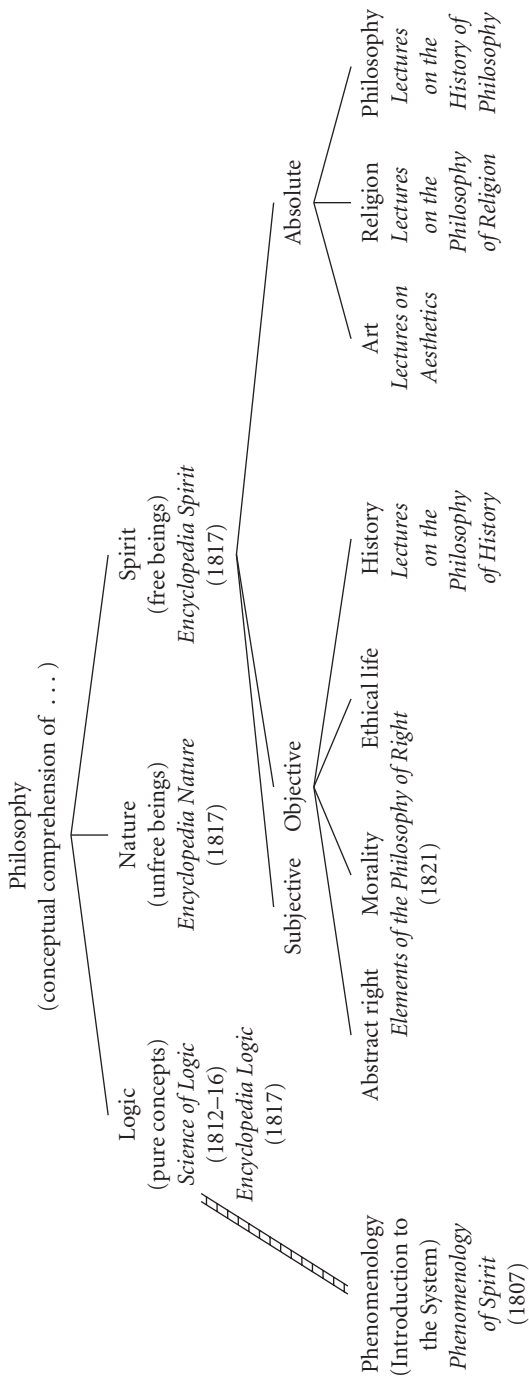 Philosophy
(conceptual comprehension of . . . )
Logic
(pure concepts)
Science of Logic
(1812–16)
Encyclopedia Logic
(1817)
Nature
(unfree beings)
Encyclopedia Nature
(1817)
Spirit
(free beings)
Encyclopedia Spirit
(1817)
Subjective
Objective
Absolute
Phenomenology
(Introduction to
the System)
Phenomenology
of Spirit
(1807)
Abstract right
Morality
Ethical life
Elements of the Philosophy of Right
(1821)
History
Lectures
on the
Philosophy
of History
Art
Lectures on
Aesthetics
Religion
Lectures
on the
Philosophy
of Religion
Philosophy
Lectures
on the
History of
Philosophy